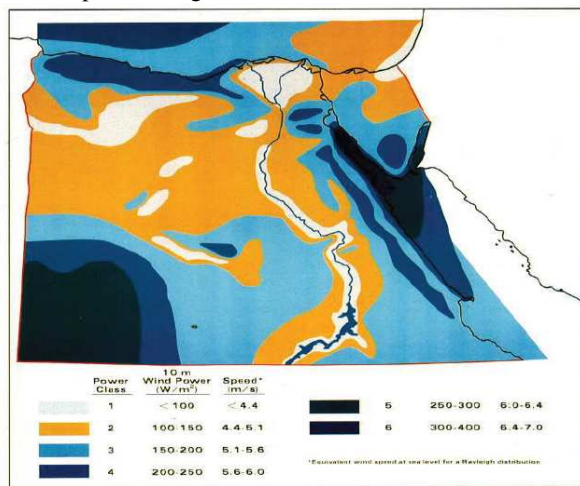 10 m
Power Class Wind Power (W/m²) Speed* (m/s)
1 <100 <4.4
2 100-150 4.4-5.1
3 150-200 5.1-5.6
4 200-250 5.6-6.0
5 250-300 6.0-6.4
6 300-400 6.4-7.0
*Equivalent wind speed at sea level for a Rayleigh distribution